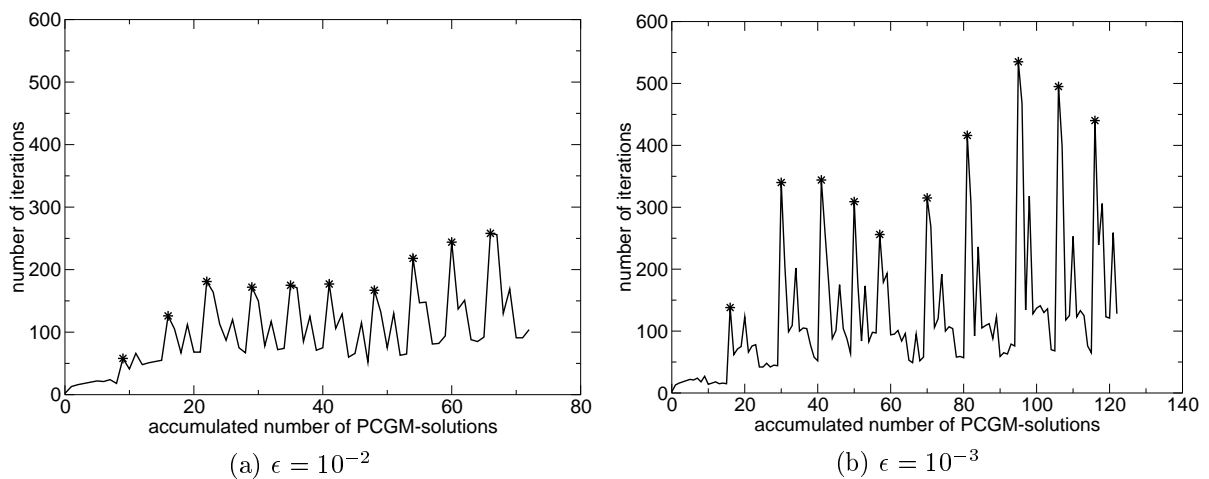 600
500
400
300
200
100
0
number of iterations
0 20 40 60 80
accumulated number of PCGM-solutions
(a) ϵ = 10⁻²
600
500
400
300
200
100
0
number of iterations
0 20 40 60 80 100 120 140
accumulated number of PCGM-solutions
(b) ϵ = 10⁻³